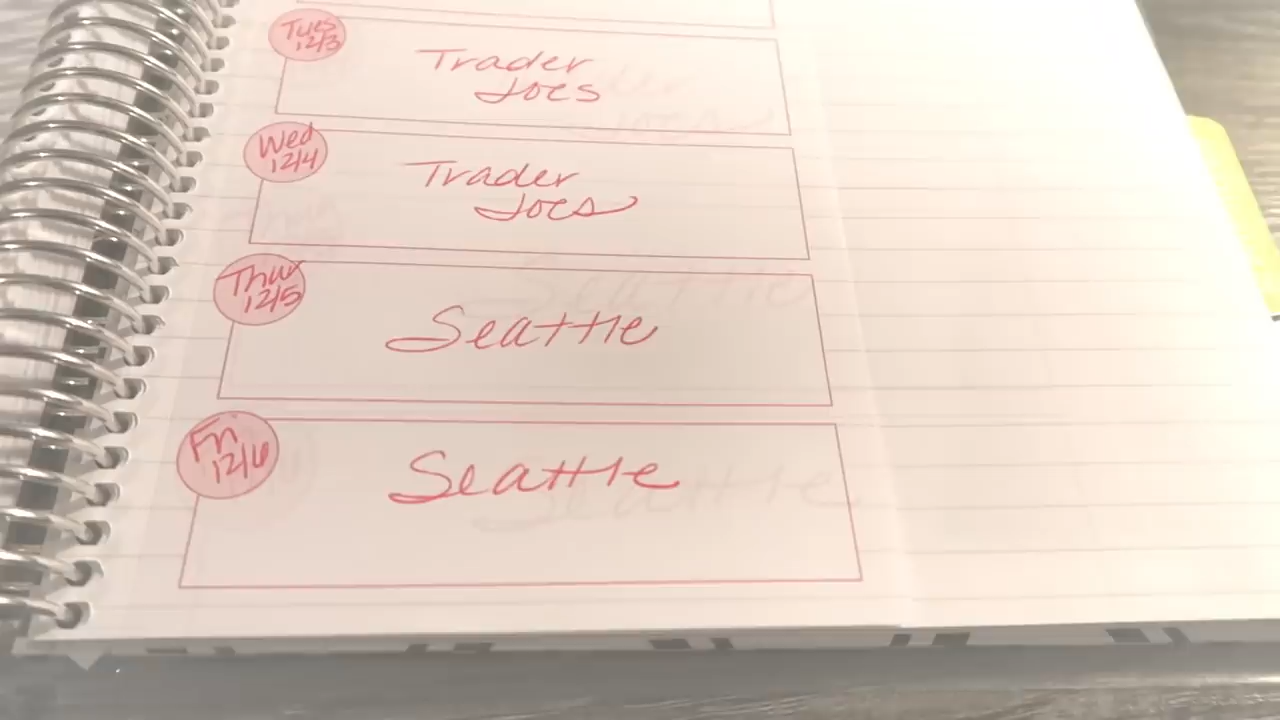 Tues
12/3
Trader
Joes
Wed
12/4
Trader
Joes
Thur
12/5
Seattle
Fri
12/6
Seattle